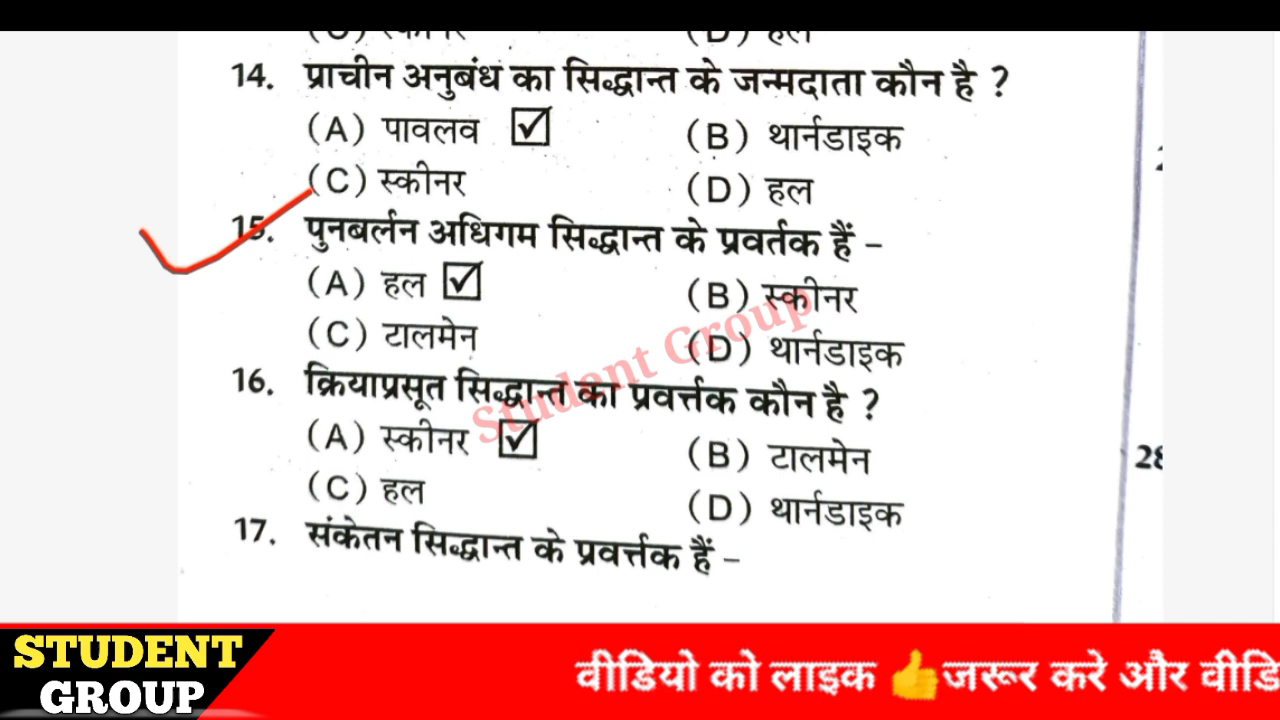 14. प्राचीन अनुबंध का सिद्धान्त के जन्मदाता कौन है ?
(A) पावलव ☑ (B) थार्नडाइक
(C) स्कीनर (D) हल
15. पुनबर्लन अधिगम सिद्धान्त के प्रवर्तक हैं –
(A) हल ☑ (B) स्कीनर
(C) टालमेन (D) थार्नडाइक
16. क्रियाप्रसूत सिद्धान्त का प्रवर्त्तक कौन है ?
(A) स्कीनर ☑ (B) टालमेन
(C) हल (D) थार्नडाइक
28
17. संकेतन सिद्धान्त के प्रवर्त्तक हैं –
Student Group
STUDENT
GROUP
वीडियो को लाइक 👍जरूर करे और वीडि